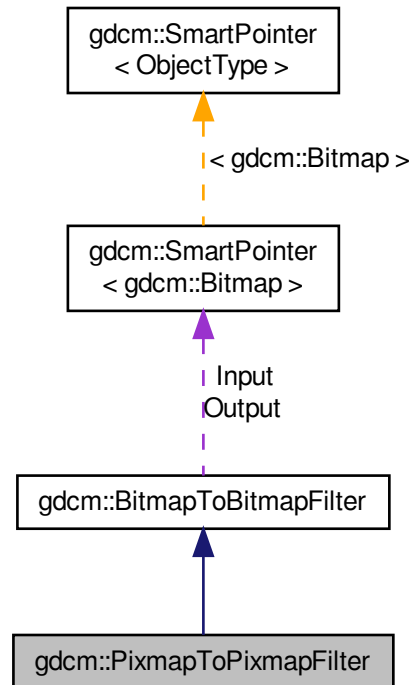 gdcm::SmartPointer
< ObjectType >
< gdcm::Bitmap >
gdcm::SmartPointer
< gdcm::Bitmap >
Input
Output
gdcm::BitmapToBitmapFilter
gdcm::PixmapToPixmapFilter